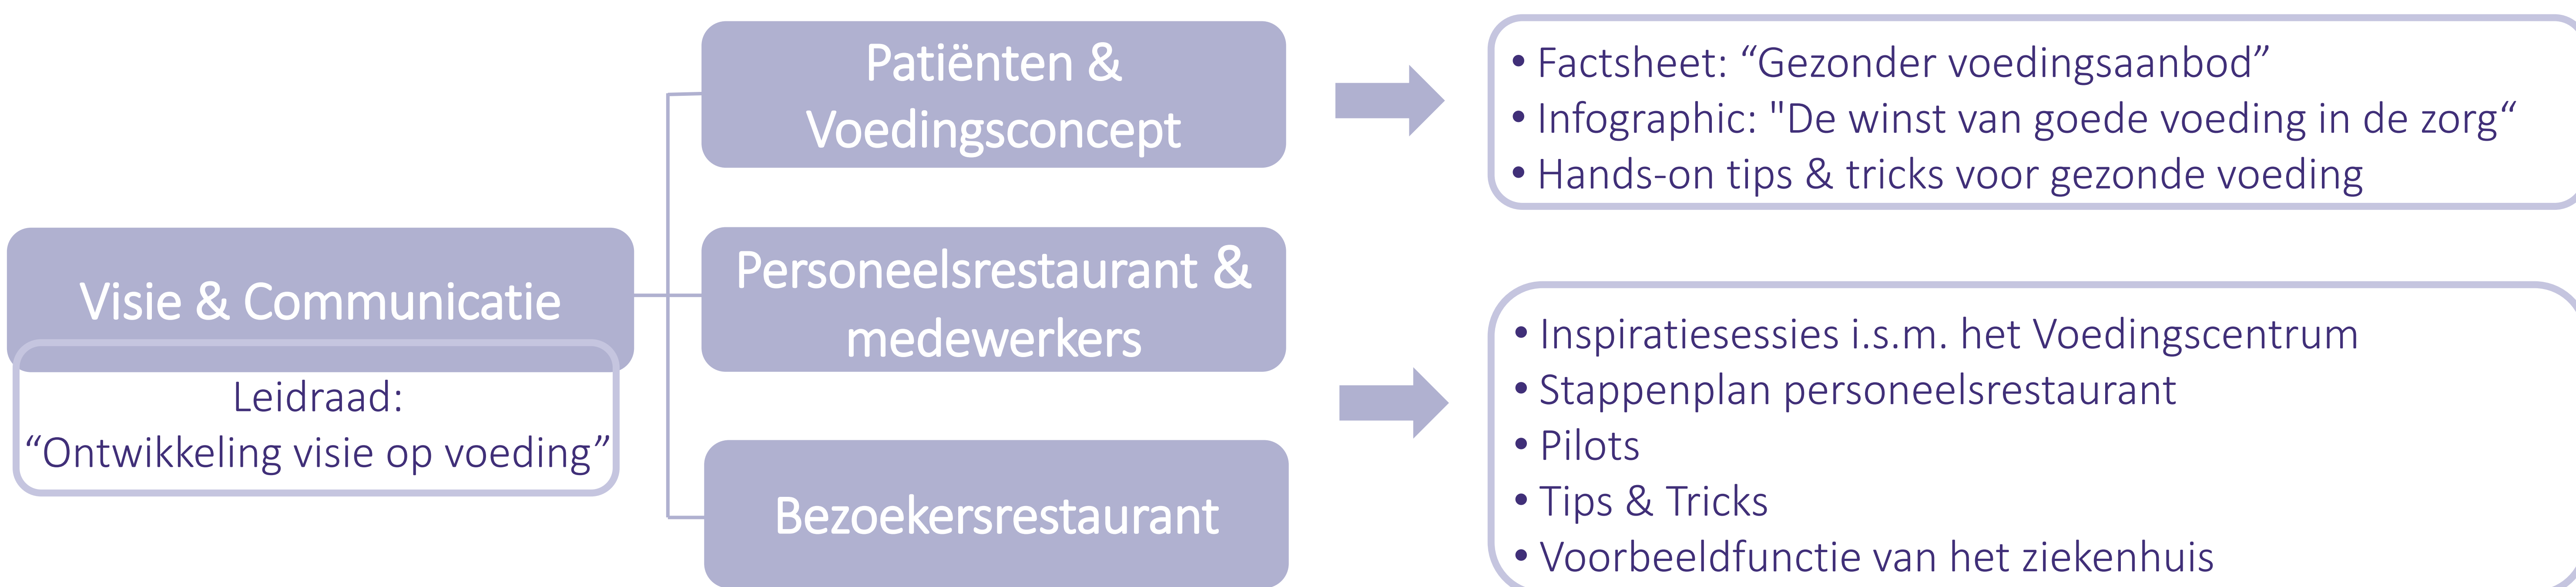 Visie & Communicatie
Leidraad:
“Ontwikkeling visie op voeding”
Patiënten &
Voedingsconcept
Personeelsrestaurant &
medewerkers
Bezoekersrestaurant
• Factsheet: “Gezonder voedingsaanbod”
• Infographic: "De winst van goede voeding in de zorg“
• Hands-on tips & tricks voor gezonde voeding
• Inspiratiesessies i.s.m. het Voedingscentrum
• Stappenplan personeelsrestaurant
• Pilots
• Tips & Tricks
• Voorbeeldfunctie van het ziekenhuis